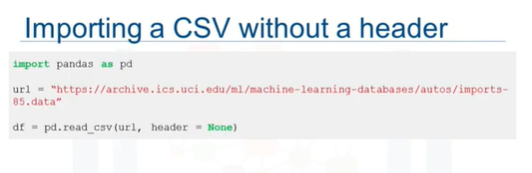 Importing a CSV without a header
import pandas as pd
url = “https://archive.ics.uci.edu/ml/machine-learning-databases/autos/imports-
85.data”
df = pd.read_csv(url, header = None)